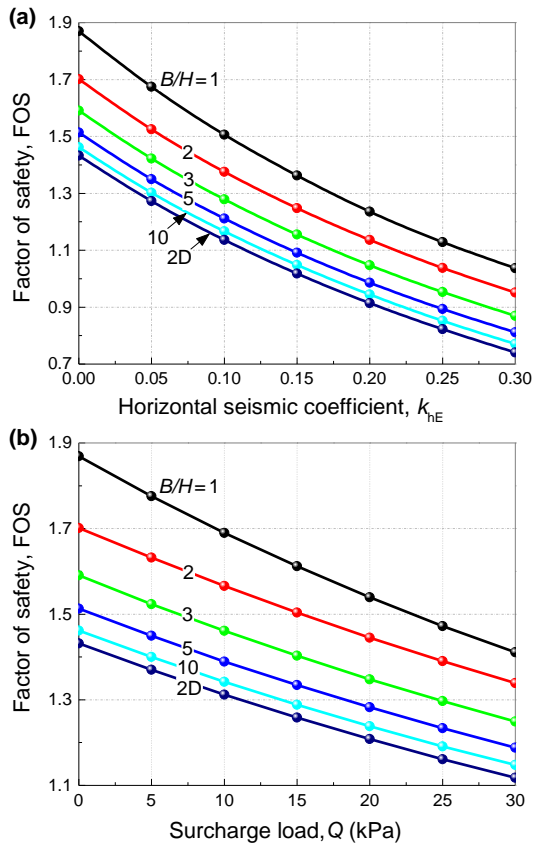 (a)
1.9
1.7
1.5
1.3
1.1
0.9
0.7
Factor of safety, FOS
B/H=1
2
3
5
10
2D
0.00 0.05 0.10 0.15 0.20 0.25 0.30
Horizontal seismic coefficient, khE
(b)
1.9
1.7
1.5
1.3
1.1
Factor of safety, FOS
B/H=1
2
3
5
10
2D
0 5 10 15 20 25 30
Surcharge load, Q (kPa)